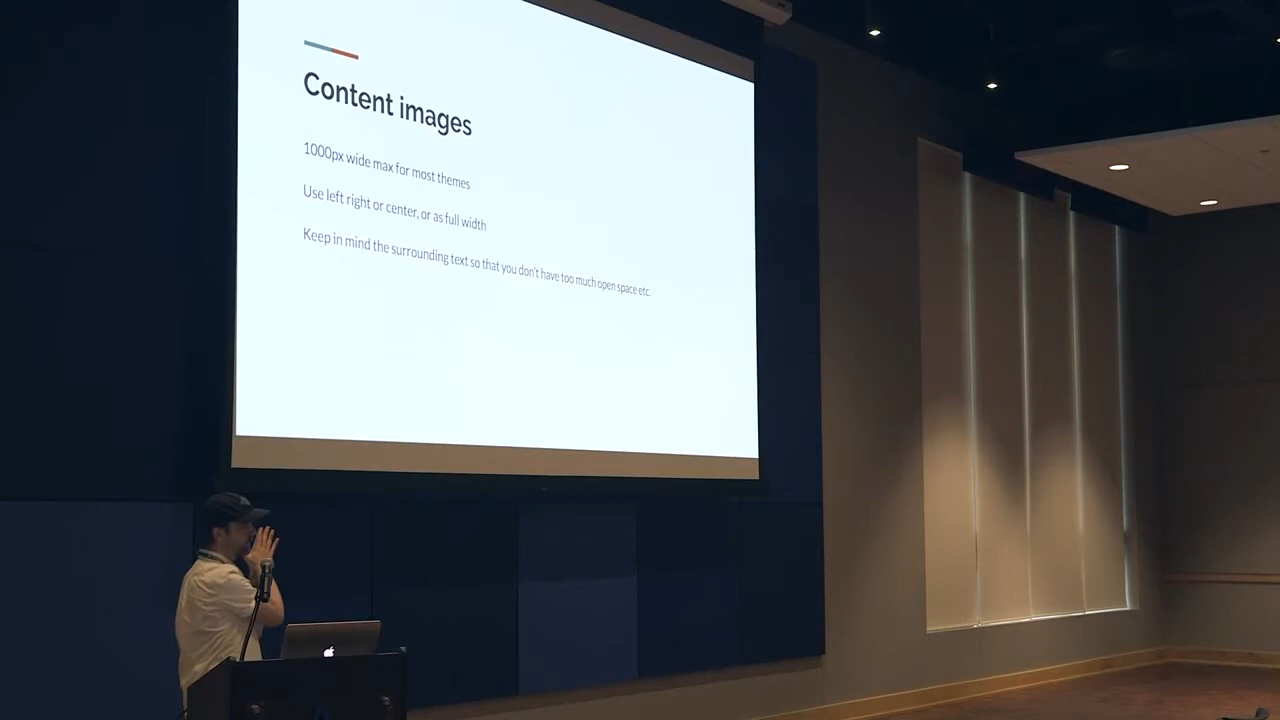 Content images
1000px wide max for most themes
Use left right or center, or as full width
Keep in mind the surrounding text so that you don't have too much open space etc.